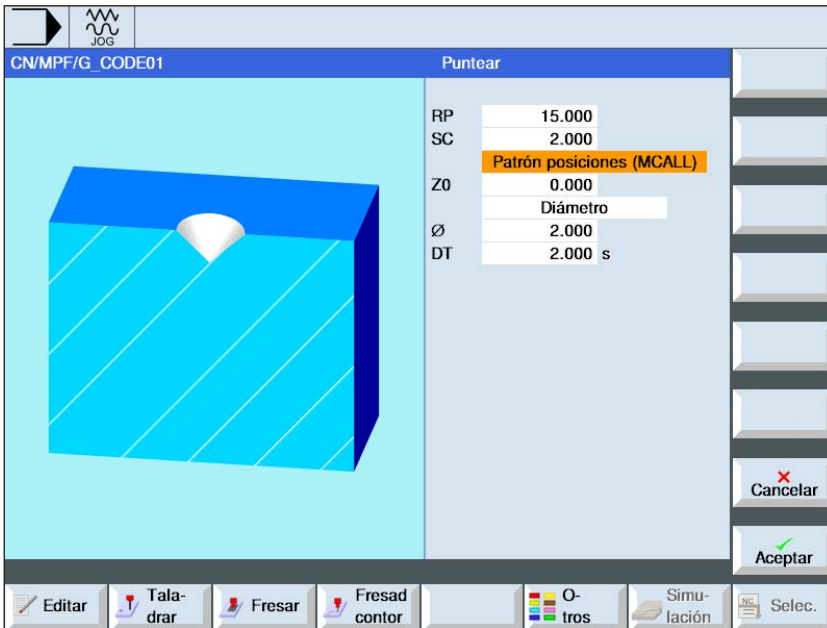 JOG
CN/MPF/G_CODE01
Puntear
RP 15.000
SC 2.000
Patrón posiciones (MCALL)
Z0 0.000
Diámetro
Ø 2.000
DT 2.000 s
Cancelar
Aceptar
Editar
Tala-
drar
Fresar
Fresad
contor
O-
tros
Simu-
lación
NC
Selec.